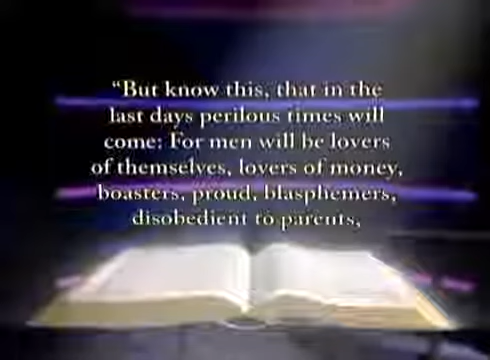 “But know this, that in the
last days perilous times will
come: For men will be lovers
of themselves, lovers of money,
boasters, proud, blasphemers,
disobedient to parents,